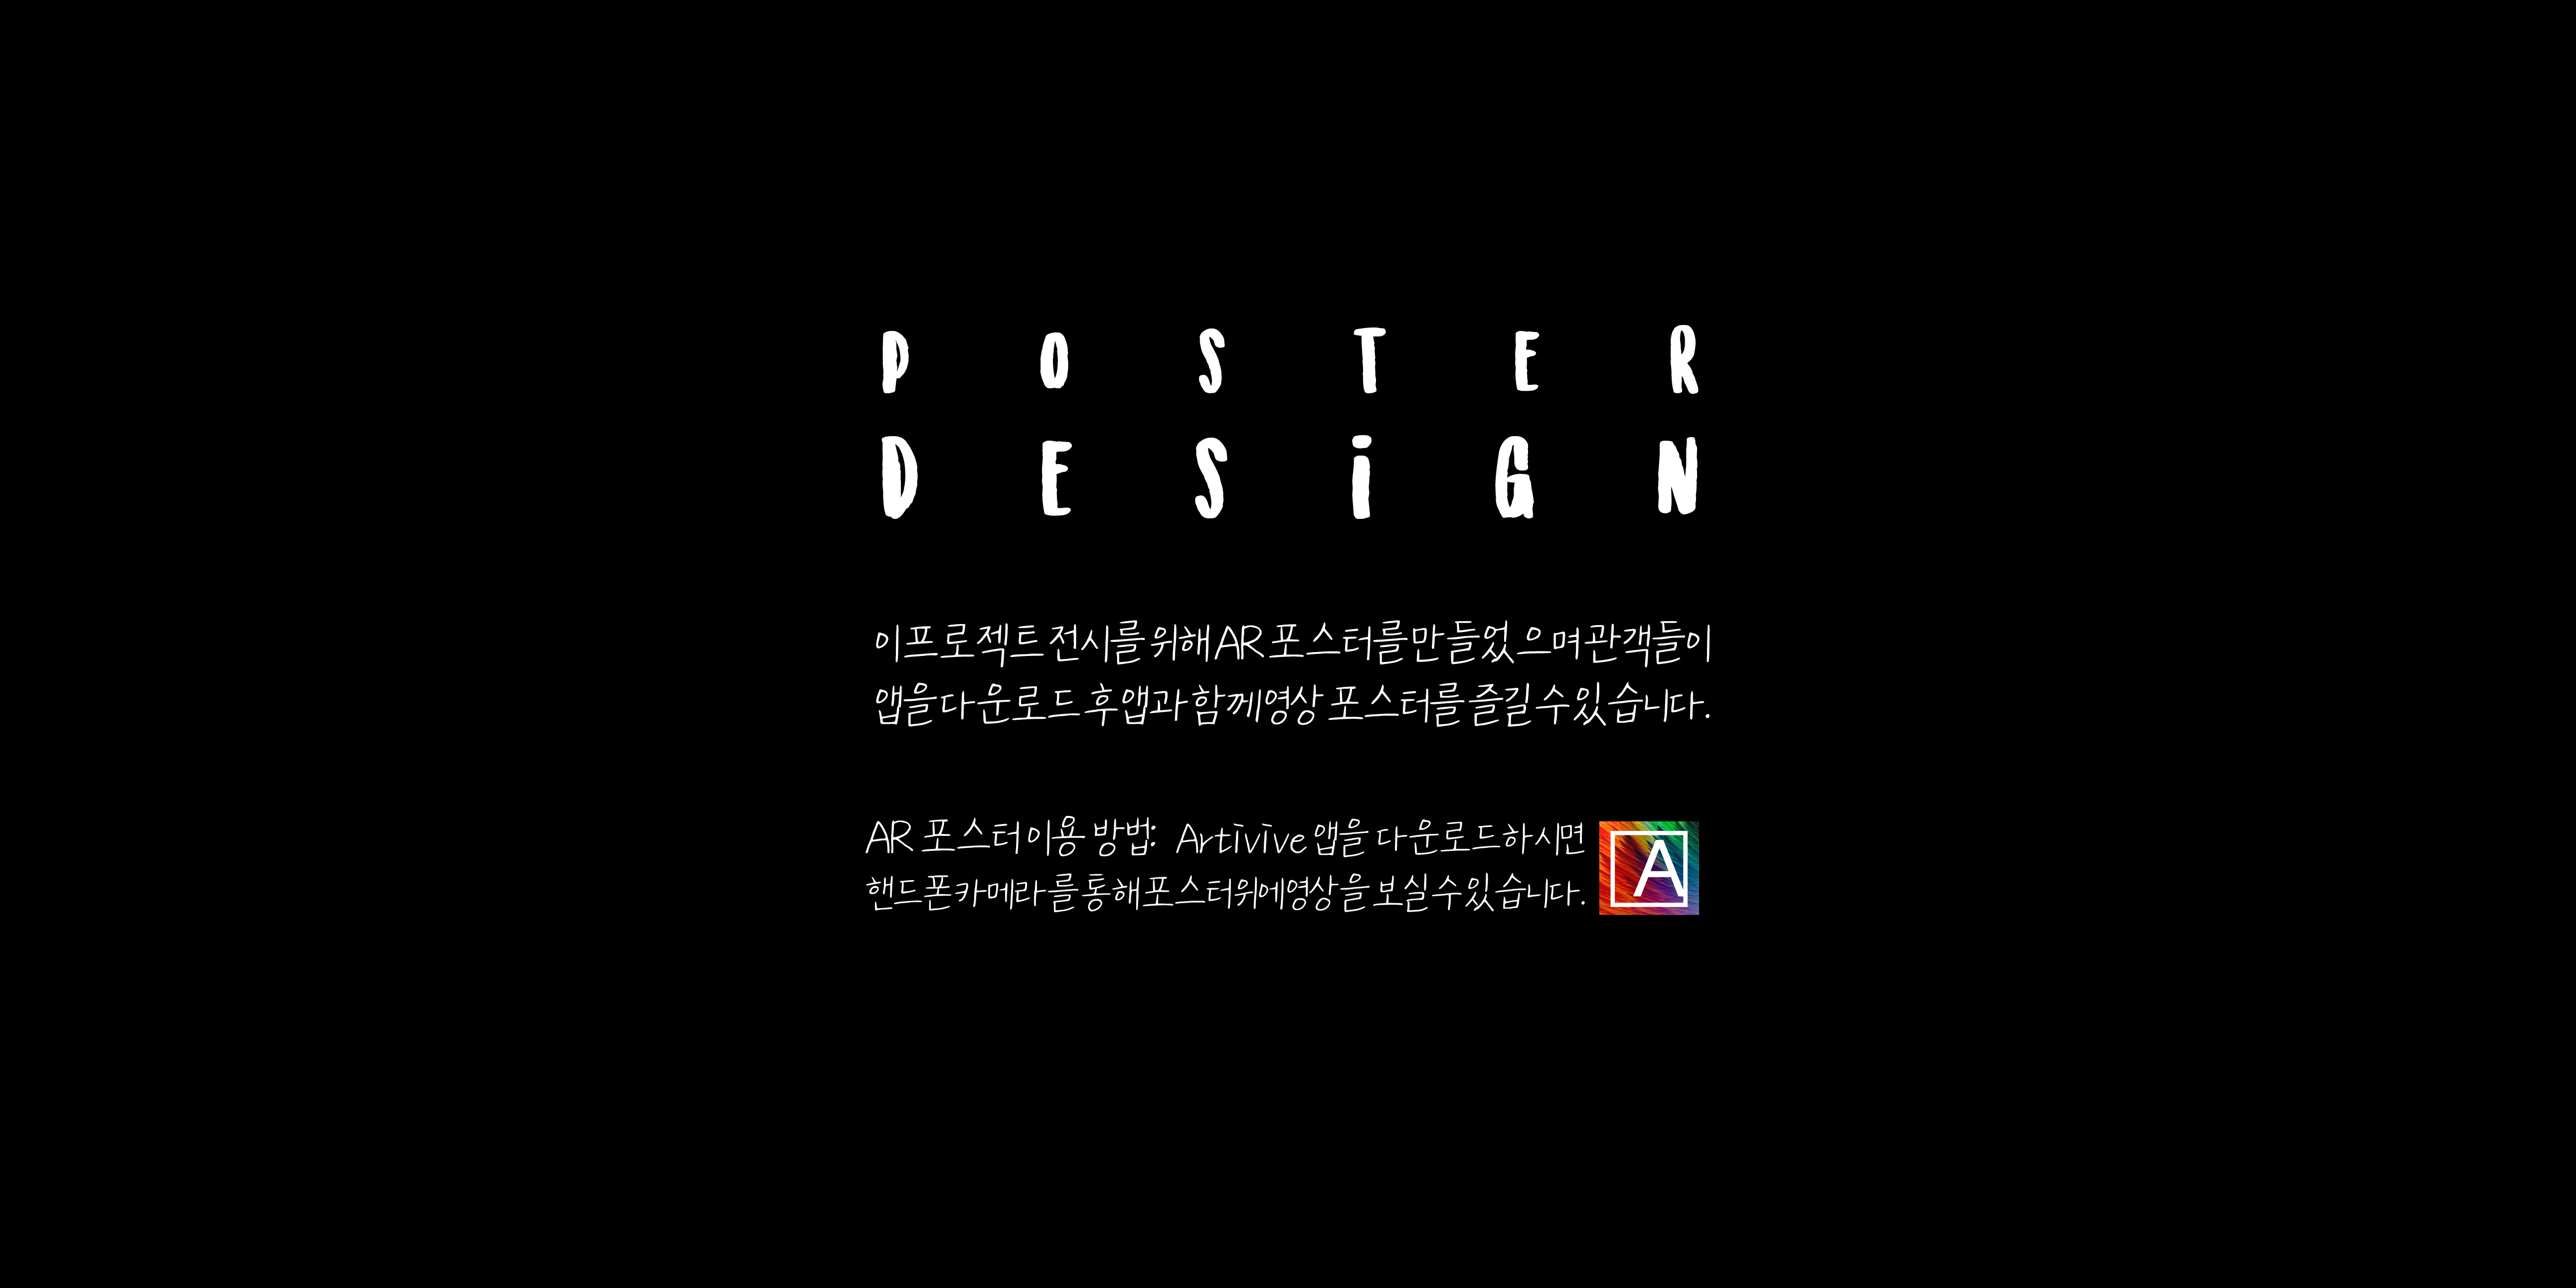 POSTER
DESiGN
이 프로젝트 전시를 위해 AR 포스터를 만들었으며 관객들이
앱을 다운로드 후 앱과 함께 영상 포스터를 즐길 수 있습니다.
AR 포스터 이용 방법: Artivive 앱을 다운로드하시면
핸드폰 카메라를 통해 포스터 위에 영상을 보실 수 있습니다.
A